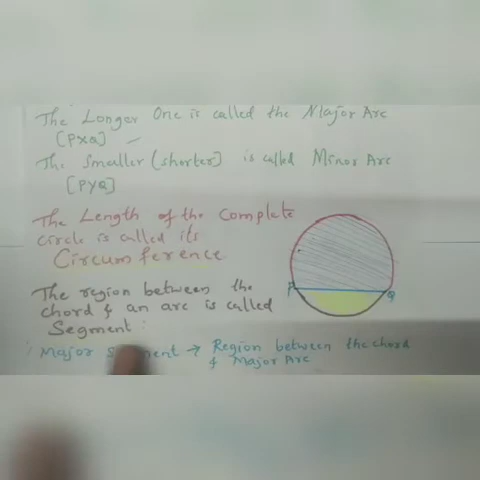 The Longer One is called the Major Arc
[PXQ]
The Smaller (shorter] is called Minor Arc
[PYQ]
The Length of the complete
circle is called its
Circumference
The region between the
chord & an arc is called
Segment:
P
Q
Major → Region between the chord
& Major Arc